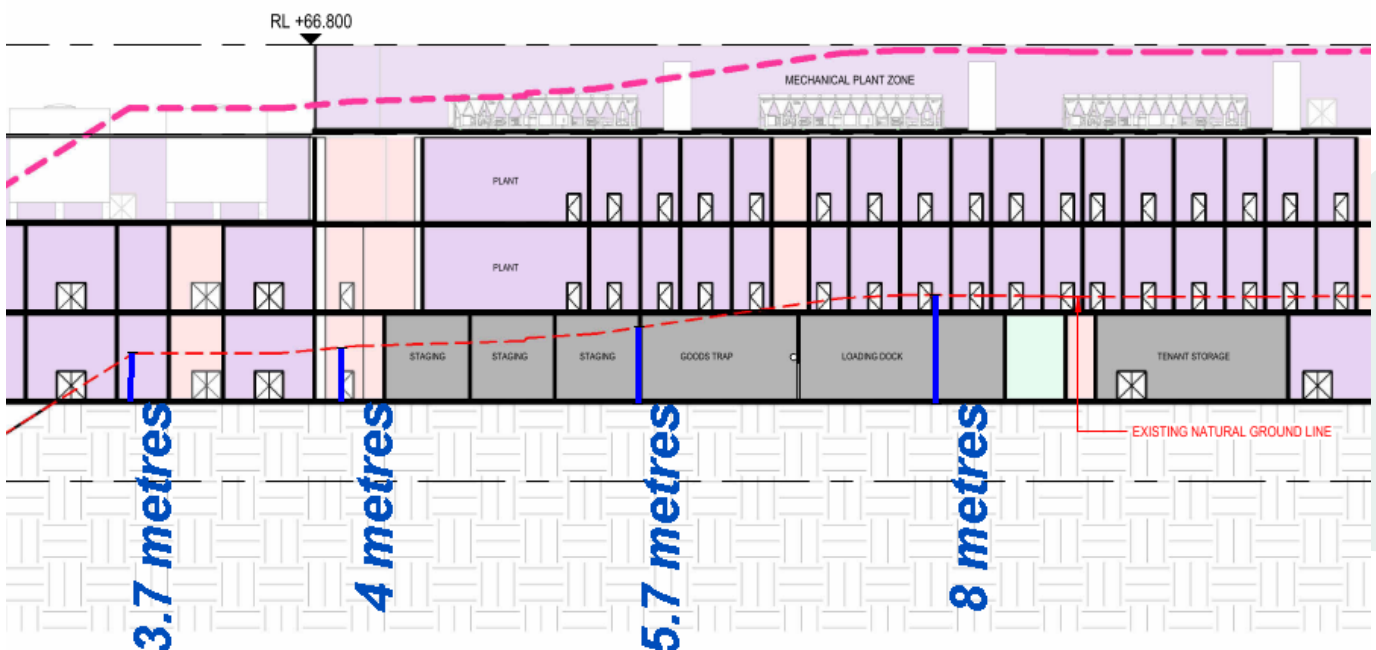 RL +66.800
MECHANICAL PLANT ZONE
PLANT
PLANT
STAGING
STAGING
STAGING
GOODS TRAP
LOADING DOCK
TENANT STORAGE
EXISTING NATURAL GROUND LINE
3.7 metres
4 metres
5.7 metres
8 metres